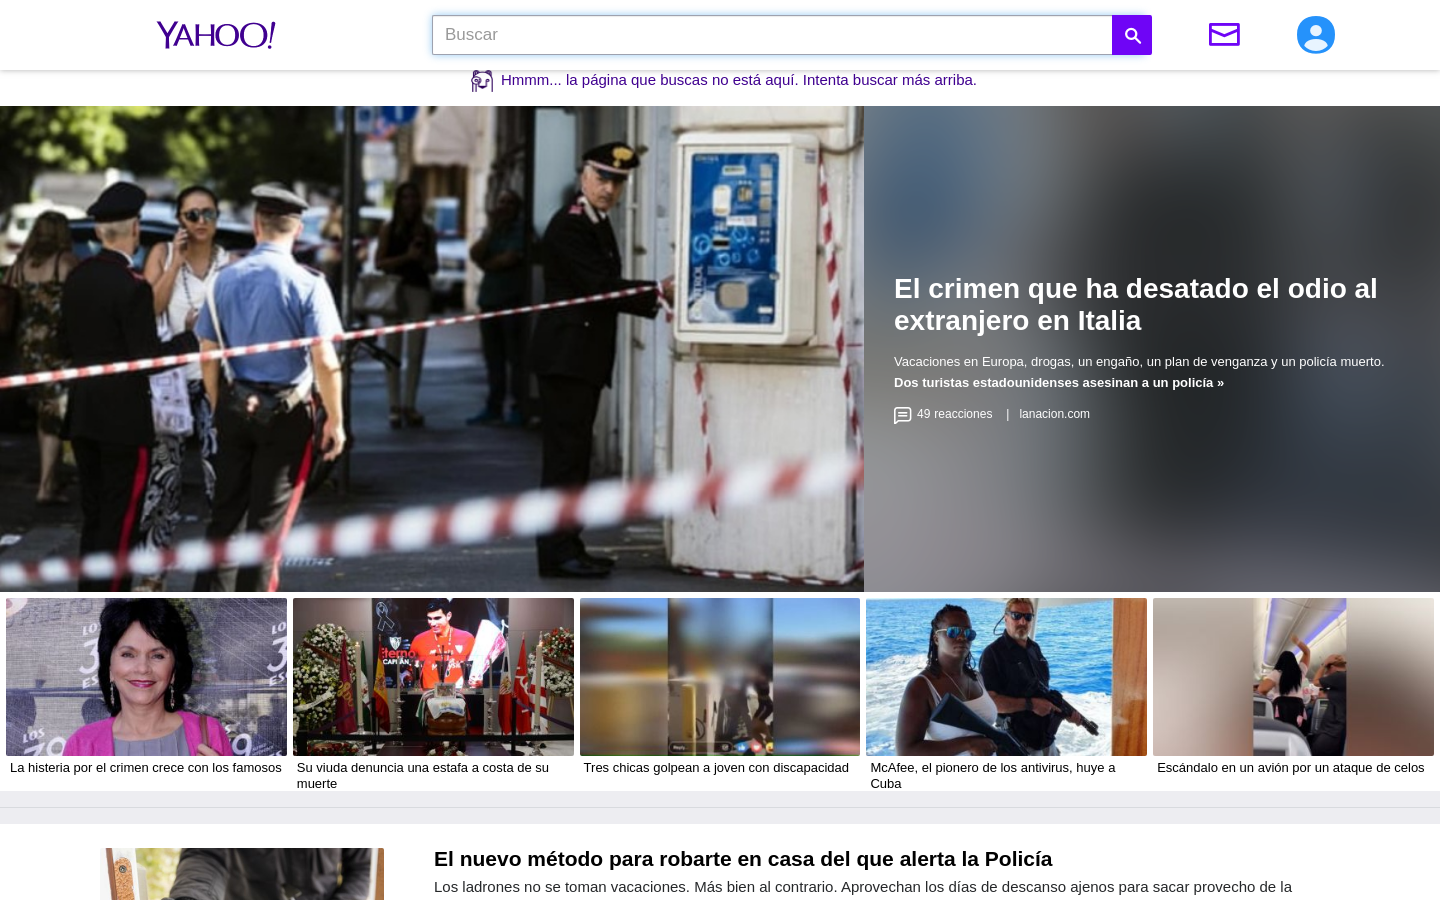 YAHOO!
Buscar
Hmmm... la página que buscas no está aquí. Intenta buscar más arriba.
El crimen que ha desatado el odio al
extranjero en Italia
Vacaciones en Europa, drogas, un engaño, un plan de venganza y un policía muerto.
Dos turistas estadounidenses asesinan a un policía »
49 reacciones | lanacion.com
La histeria por el crimen crece con los famosos
Su viuda denuncia una estafa a costa de su
muerte
Tres chicas golpean a joven con discapacidad
McAfee, el pionero de los antivirus, huye a
Cuba
Escándalo en un avión por un ataque de celos
El nuevo método para robarte en casa del que alerta la Policía
Los ladrones no se toman vacaciones. Más bien al contrario. Aprovechan los días de descanso ajenos para sacar provecho de la